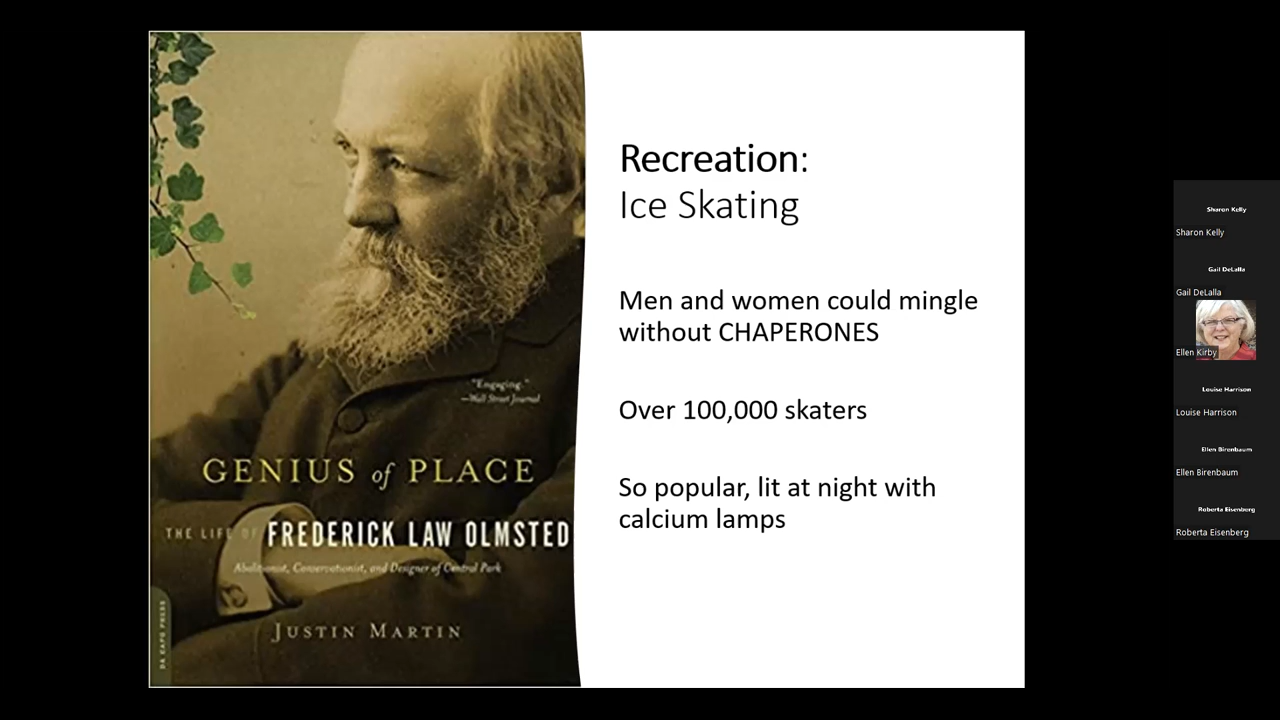 "Engaging."
—Wall Street Journal
GENIUS of PLACE
THE LIFE OF FREDERICK LAW OLMSTED
Abolitionist, Conservationist, and Designer of Central Park
JUSTIN MARTIN
DA CAPO PRESS
Recreation:
Ice Skating
Men and women could mingle
without CHAPERONES
Over 100,000 skaters
So popular, lit at night with
calcium lamps
Sharon Kelly
Sharon Kelly
Gail DeLalla
Gail DeLalla
Ellen Kirby
Louise Harrison
Louise Harrison
Ellen Birenbaum
Ellen Birenbaum
Roberta Eisenberg
Roberta Eisenberg